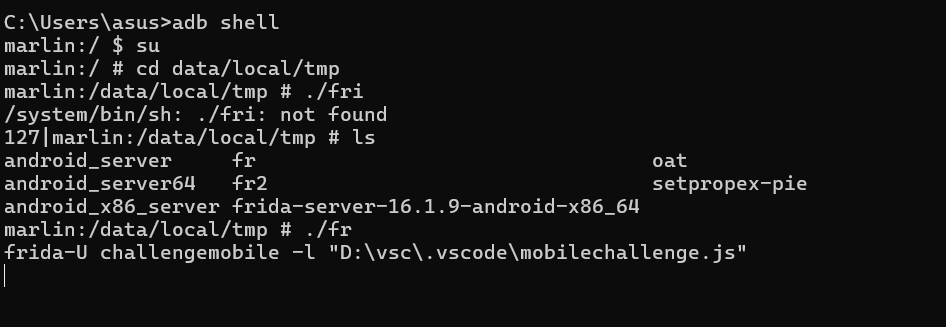 C:\Users\asus>adb shell
marlin:/ $ su
marlin:/ # cd data/local/tmp
marlin:/data/local/tmp # ./fri
/system/bin/sh: ./fri: not found
127|marlin:/data/local/tmp # ls
android_server     fr                                  oat
android_server64   fr2                                 setpropex-pie
android_x86_server frida-server-16.1.9-android-x86_64
marlin:/data/local/tmp # ./fr
frida-U challengemobile -l "D:\vsc\.vscode\mobilechallenge.js"